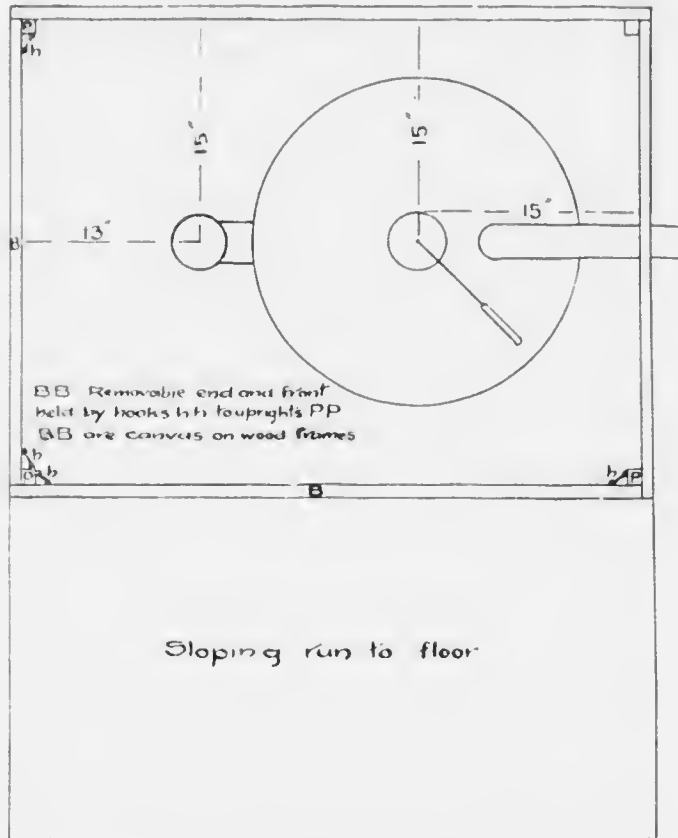 P
h
15"
15"
15"
B
13"
BB Removable end and front
held by hooks hh to uprights PP
BB are canvas on wood frames
h
P h
h P
B
Sloping run to floor